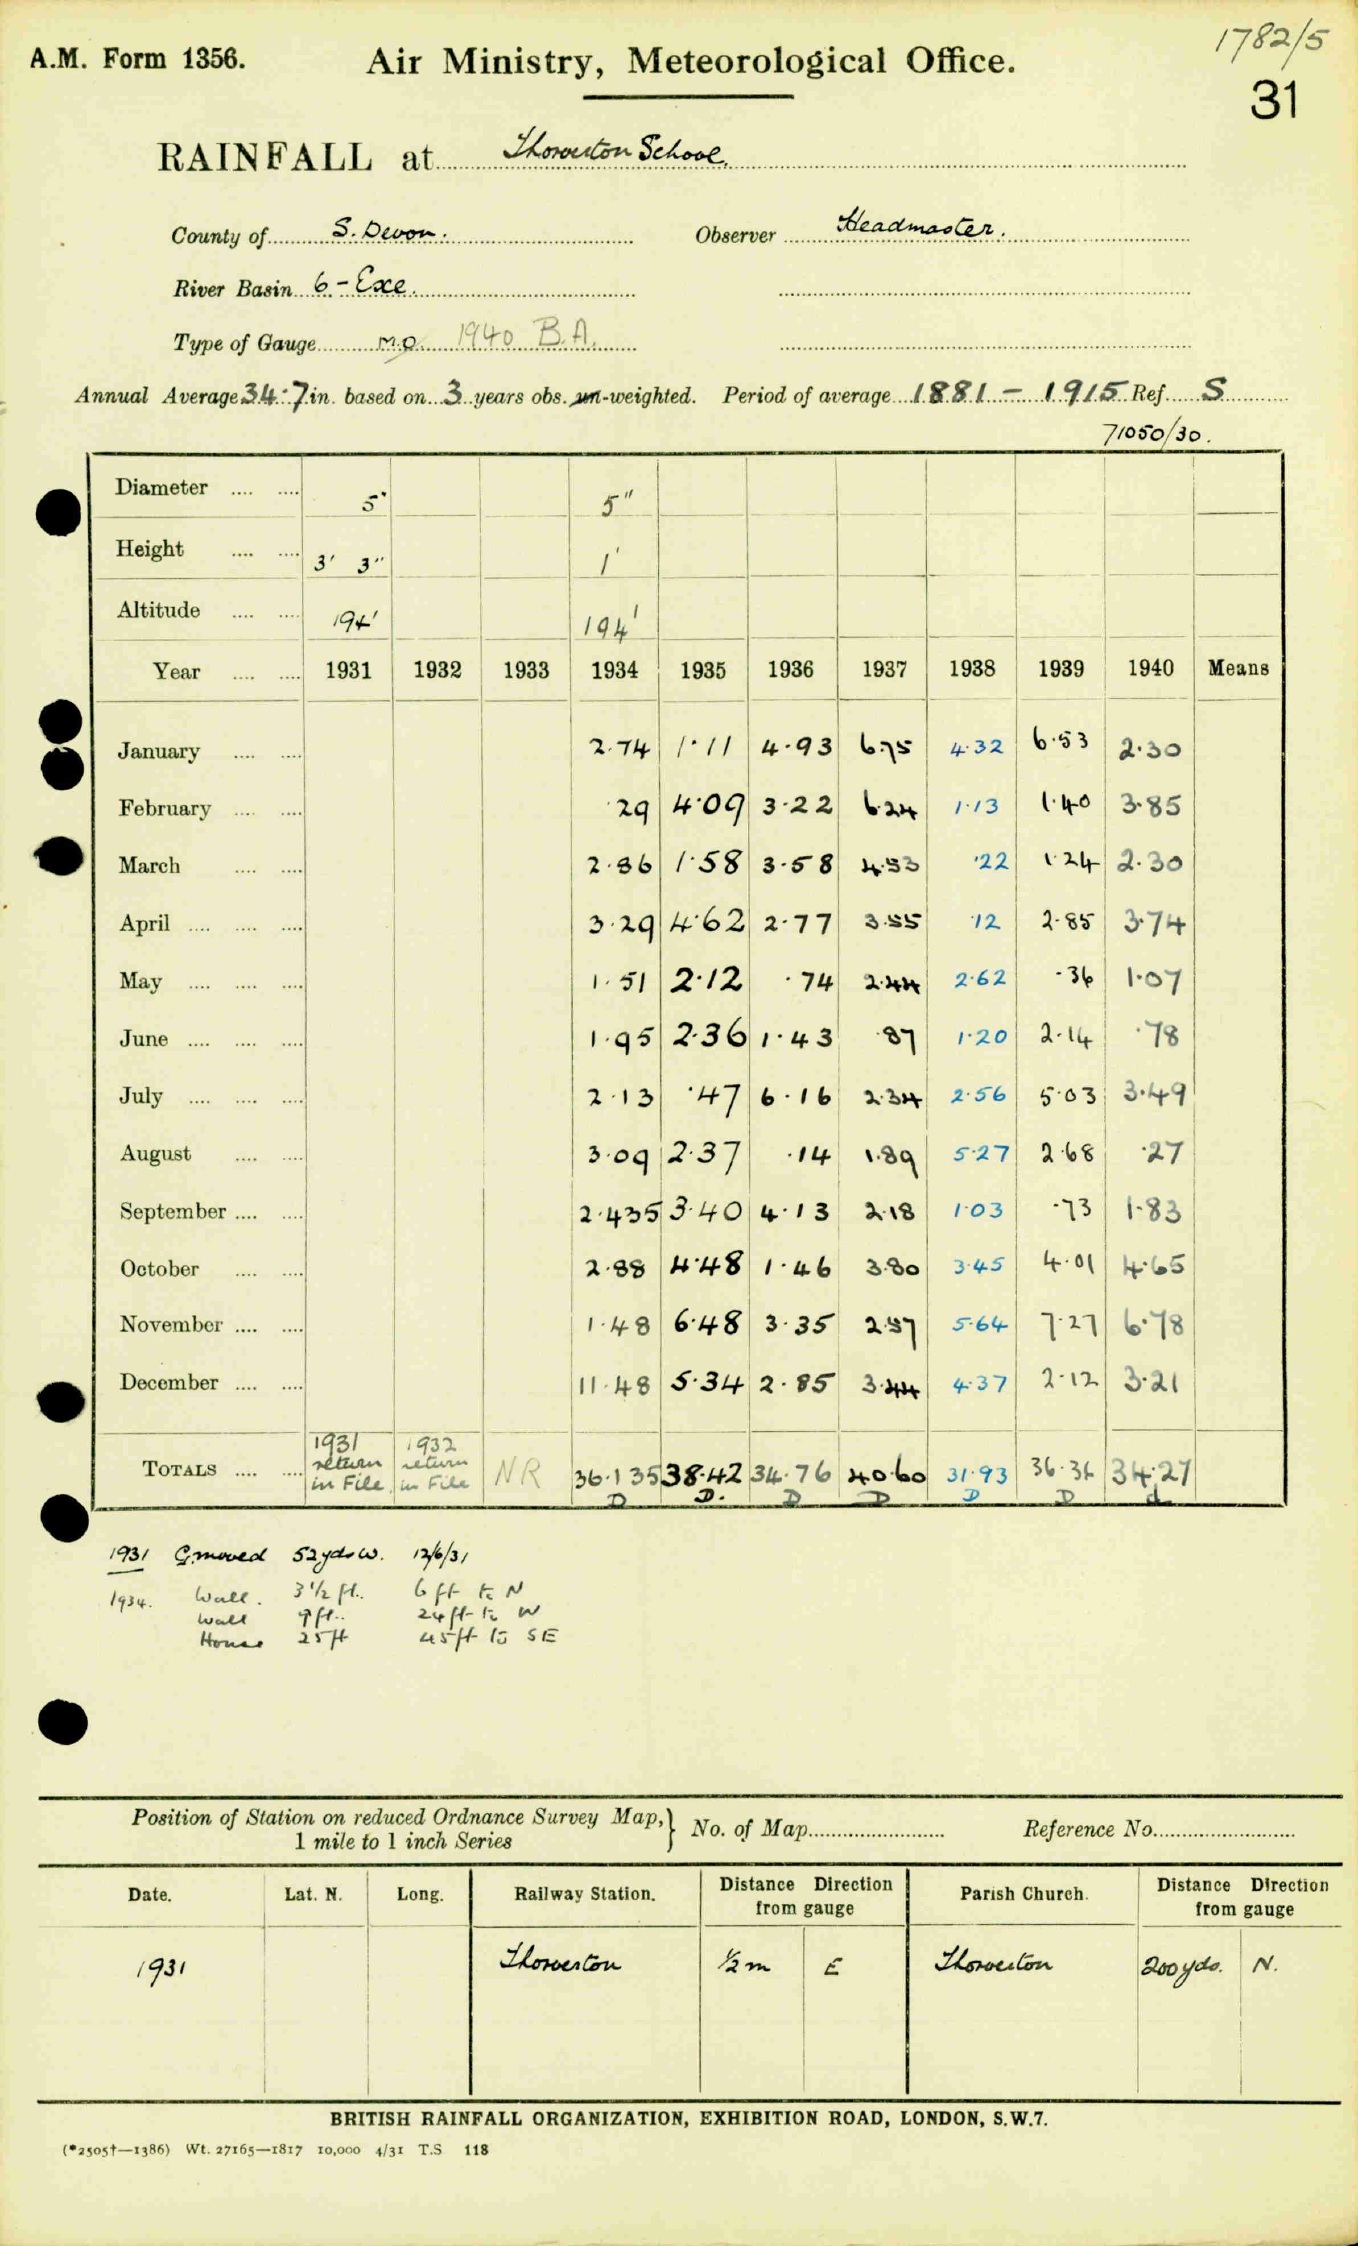 1782/5
A.M. Form 1356. Air Ministry, Meteorological Office.
31
RAINFALL at Thorverton School.
County of S. Devon. Observer Headmaster.
River Basin 6 - Exe.
Type of Gauge M.O. 1940 B.A.
Annual Average 34·7 in. based on 3 years obs. un-weighted. Period of average 1881 - 1915 Ref. S
71050/30.
Diameter 5" 5"
Height 3' 3" 1'
Altitude 194' 194'
Year 1931 1932 1933 1934 1935 1936 1937 1938 1939 1940 Means
January 2·74 1·11 4·93 6·75 4·32 6·53 2·30
February ·29 4·09 3·22 6·24 1·13 1·40 3·85
March 2·86 1·58 3·58 4·53 ·22 1·24 2·30
April 3·29 4·62 2·77 3·55 ·12 2·85 3·74
May 1·51 2·12 ·74 2·44 2·62 ·36 1·07
June 1·95 2·36 1·43 ·87 1·20 2·14 ·78
July 2·13 ·47 6·16 2·34 2·56 5·03 3·49
August 3·09 2·37 ·14 1·89 5·27 2·68 ·27
September 2·435 3·40 4·13 2·18 1·03 ·73 1·83
October 2·88 4·48 1·46 3·80 3·45 4·01 4·65
November 1·48 6·48 3·35 2·57 5·64 7·27 6·78
December 11·48 5·34 2·85 3·44 4·37 2·12 3·21
TOTALS 1931 return in File. 1932 return in File NR 36·135 38·42 34·76 40·60 31·93 36·36 34·27
D D. D D D D d
1931 G. moved 52 yds W. 12/6/31
1934. Wall. 3½ ft. 6 ft to N
Wall 9 ft. 24 ft to W
House 25 ft 45 ft to SE
Position of Station on reduced Ordnance Survey Map,} No. of Map Reference No.
1 mile to 1 inch Series
Date. Lat. N. Long. Railway Station. Distance Direction from gauge Parish Church. Distance Direction from gauge
1931 Thorverton ½ m E Thorverton 200 yds. N.
BRITISH RAINFALL ORGANIZATION, EXHIBITION ROAD, LONDON, S.W.7.
(*2505†—1386) Wt. 27165—1817 10,000 4/31 T.S 118